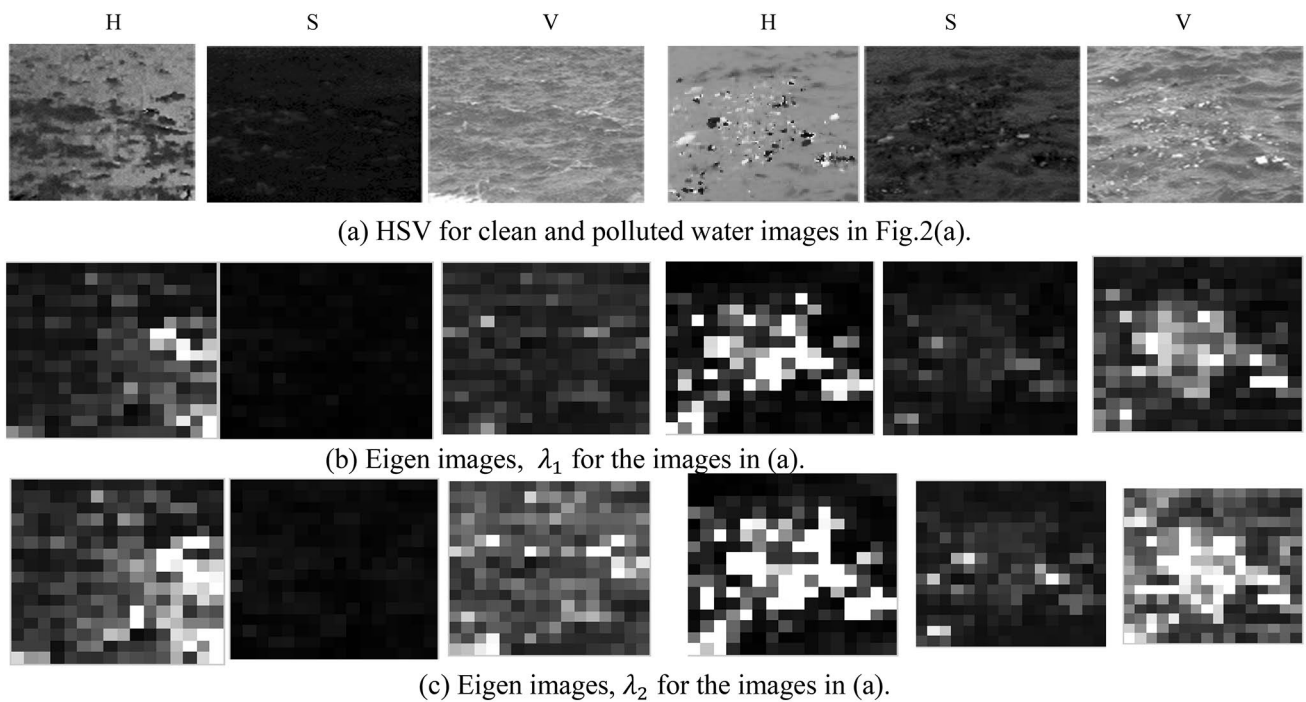 H S V H S V
(a) HSV for clean and polluted water images in Fig.2(a).
(b) Eigen images, λ₁ for the images in (a).
(c) Eigen images, λ₂ for the images in (a).